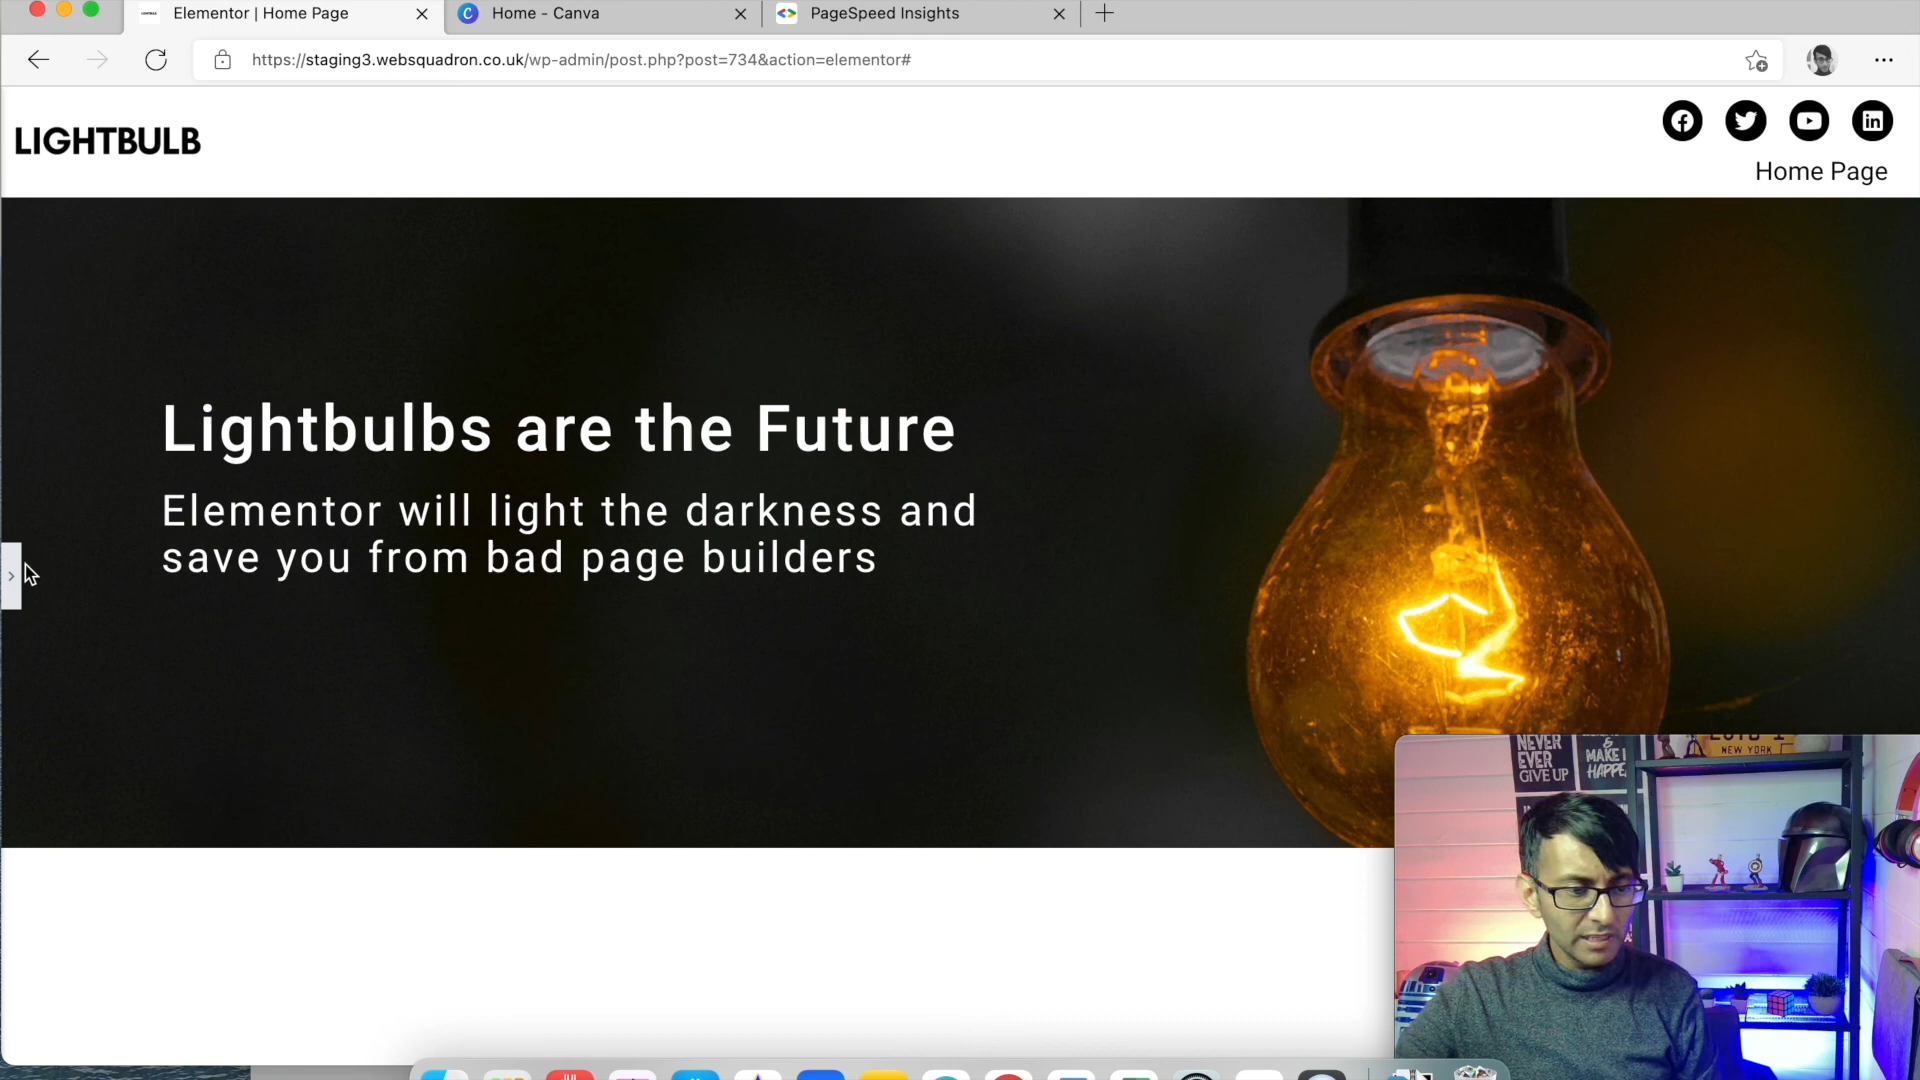 Elementor | Home Page
Home - Canva
PageSpeed Insights
https://staging3.websquadron.co.uk/wp-admin/post.php?post=734&action=elementor#
LIGHTBULB
Home Page
Lightbulbs are the Future
Elementor will light the darkness and
save you from bad page builders
NEVER
EVER
GIVE UP
&
MAKE I
HAPPE
NEW YORK